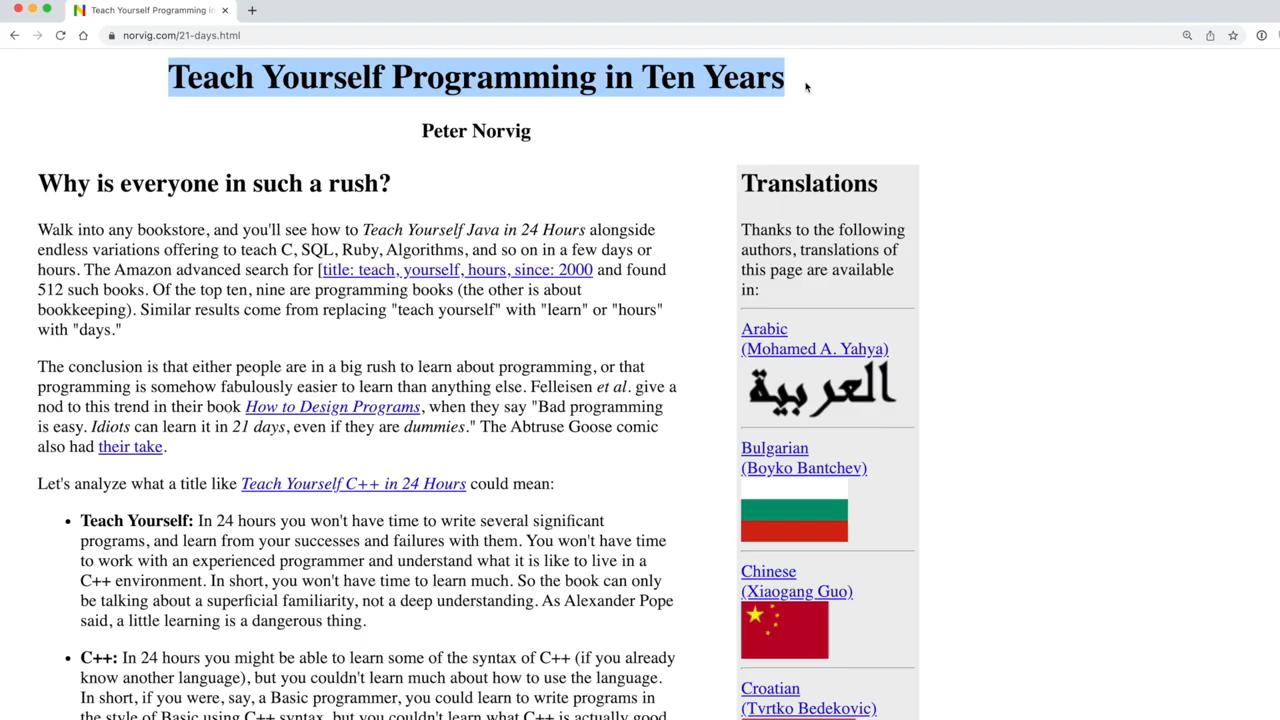 Teach Yourself Programming in
norvig.com/21-days.html
Teach Yourself Programming in Ten Years
Peter Norvig
Why is everyone in such a rush?
Walk into any bookstore, and you'll see how to Teach Yourself Java in 24 Hours alongside
endless variations offering to teach C, SQL, Ruby, Algorithms, and so on in a few days or
hours. The Amazon advanced search for [title: teach, yourself, hours, since: 2000 and found
512 such books. Of the top ten, nine are programming books (the other is about
bookkeeping). Similar results come from replacing "teach yourself" with "learn" or "hours"
with "days."
The conclusion is that either people are in a big rush to learn about programming, or that
programming is somehow fabulously easier to learn than anything else. Felleisen et al. give a
nod to this trend in their book How to Design Programs, when they say "Bad programming
is easy. Idiots can learn it in 21 days, even if they are dummies." The Abtruse Goose comic
also had their take.
Let's analyze what a title like Teach Yourself C++ in 24 Hours could mean:
• Teach Yourself: In 24 hours you won't have time to write several significant
programs, and learn from your successes and failures with them. You won't have time
to work with an experienced programmer and understand what it is like to live in a
C++ environment. In short, you won't have time to learn much. So the book can only
be talking about a superficial familiarity, not a deep understanding. As Alexander Pope
said, a little learning is a dangerous thing.
• C++: In 24 hours you might be able to learn some of the syntax of C++ (if you already
know another language), but you couldn't learn much about how to use the language.
In short, if you were, say, a Basic programmer, you could learn to write programs in
the style of Basic using C++ syntax, but you couldn't learn what C++ is actually good
Translations
Thanks to the following
authors, translations of
this page are available
in:
Arabic
(Mohamed A. Yahya)
العربية
Bulgarian
(Boyko Bantchev)
Chinese
(Xiaogang Guo)
Croatian
(Tvrtko Bedekovic)